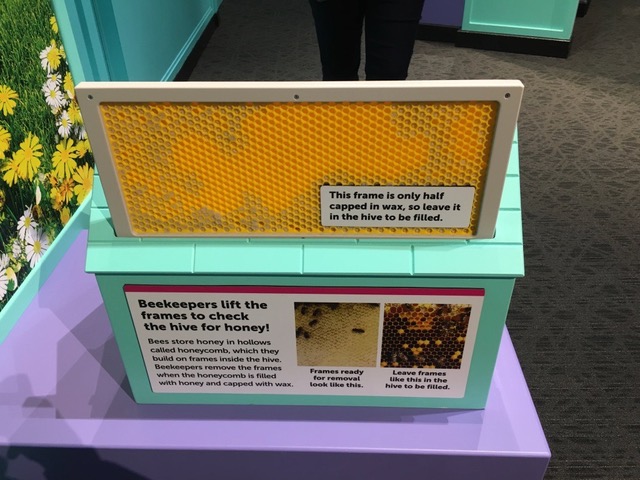 This frame is only half
capped in wax, so leave it
in the hive to be filled.
Beekeepers lift the
frames to check
the hive for honey!
Bees store honey in hollows
called honeycomb, which they
build on frames inside the hive.
Beekeepers remove the frames
when the honeycomb is filled
with honey and capped with wax.
Frames ready
for removal
look like this.
Leave frames
like this in the
hive to be filled.